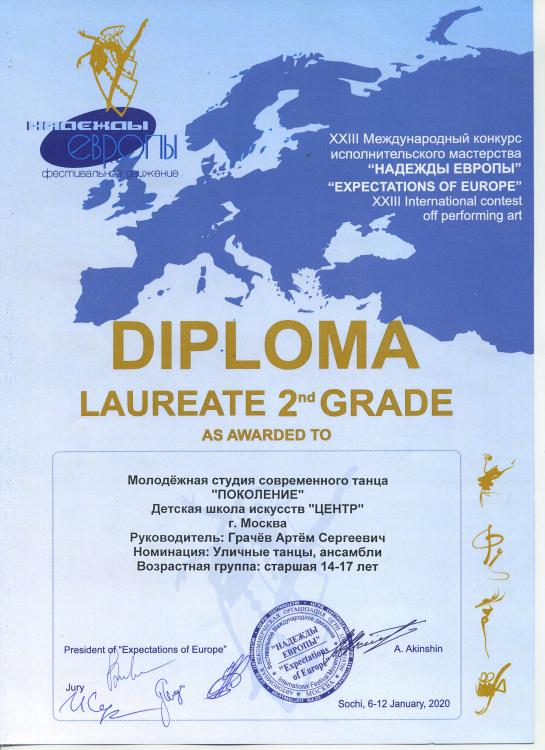 НАДЕЖДЫ
ЕВРОПЫ
фестивальное движение
XXIII Международный конкурс
исполнительского мастерства
“НАДЕЖДЫ ЕВРОПЫ”
“EXPECTATIONS OF EUROPE”
XXIII International contest
off performing art
DIPLOMA
LAUREATE 2nd GRADE
AS AWARDED TO
Молодёжная студия современного танца
"ПОКОЛЕНИЕ"
Детская школа искусств "ЦЕНТР"
г. Москва
Руководитель: Грачёв Артём Сергеевич
Номинация: Уличные танцы, ансамбли
Возрастная группа: старшая 14-17 лет
President of "Expectations of Europe"
A. Akinshin
Jury
"НАДЕЖДЫ
ЕВРОПЫ"
"Expectations
of Europe"
МОСКВА
Sochi, 6-12 January, 2020